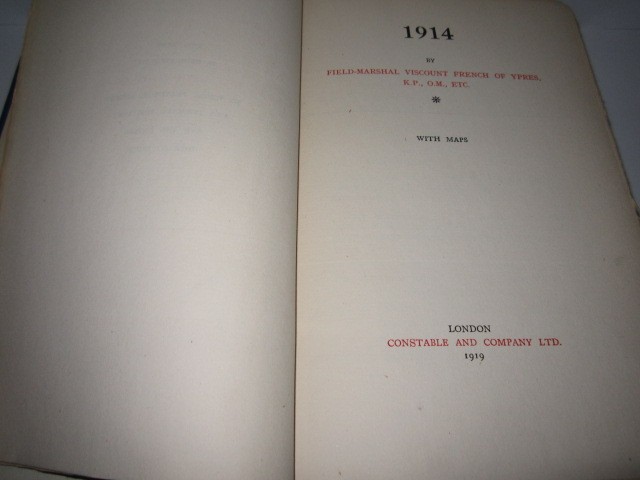 1914
BY
FIELD-MARSHAL VISCOUNT FRENCH OF YPRES,
K.P., O.M., ETC.
*
WITH MAPS
LONDON
CONSTABLE AND COMPANY LTD.
1919